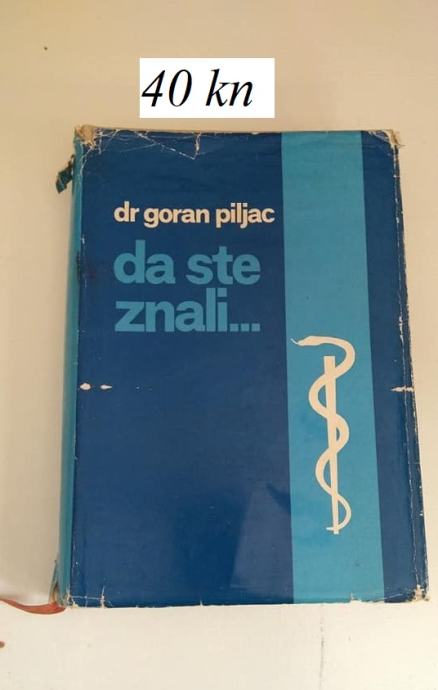 40 kn
dr goran piljac
da ste
znali...